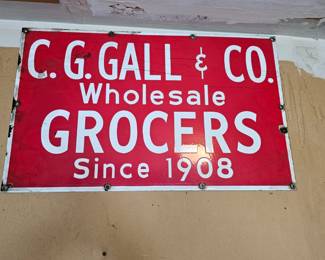 C.G.GALL & CO.
Wholesale
GROCERS
Since 1908